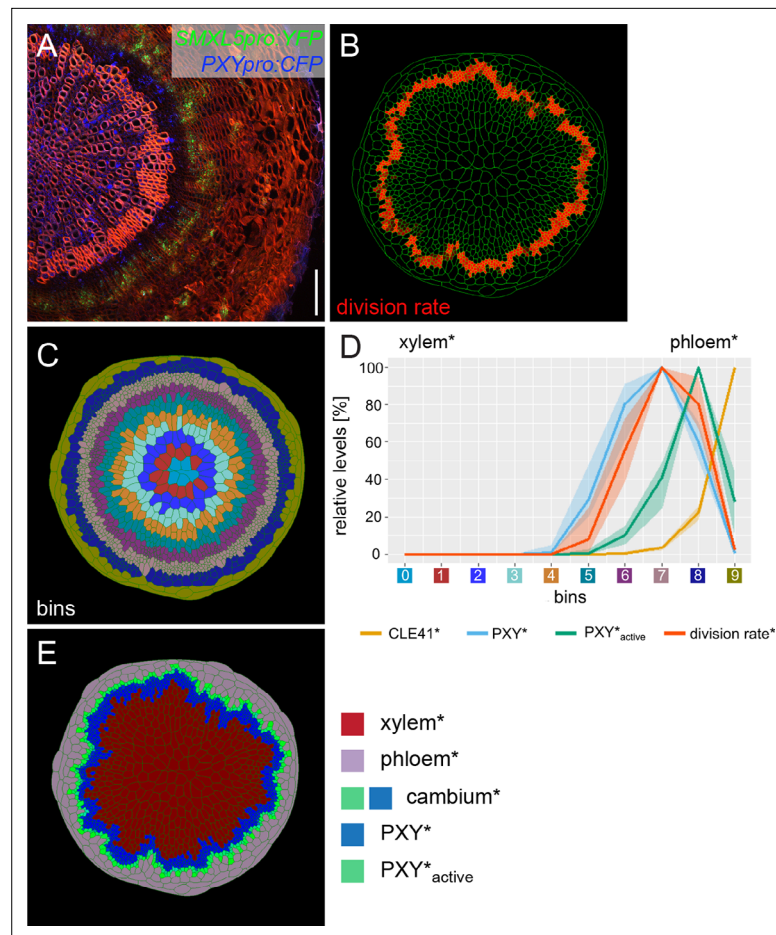 A
SMXL5pro:YFP
PXYpro:CFP
B
division rate
C
bins
D
xylem*
phloem*
relative levels [%]
100
80
60
40
20
0
0 1 2 3 4 5 6 7 8 9
bins
CLE41* PXY* PXY*active division rate*
E
xylem*
phloem*
cambium*
PXY*
PXY*active